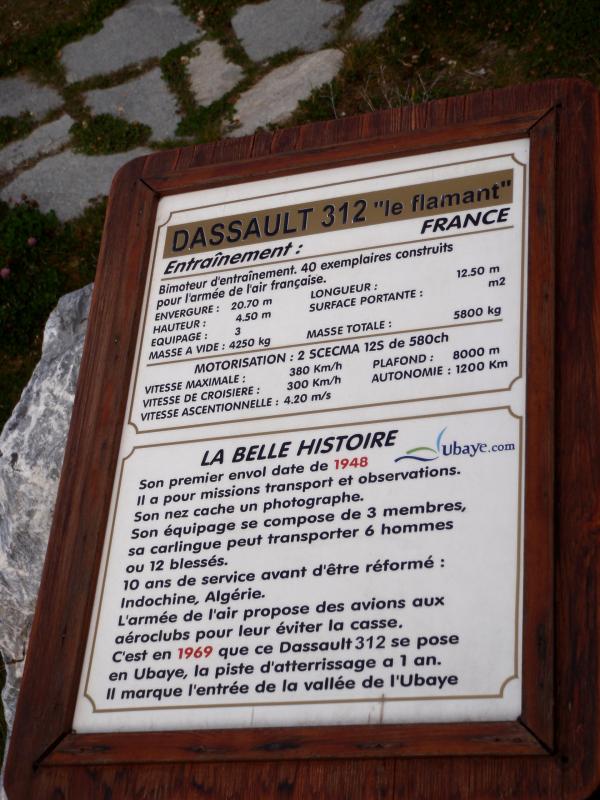 DASSAULT 312 "le flamant"
Entraînement : FRANCE
Bimoteur d'entraînement. 40 exemplaires construits
pour l'armée de l'air française.
ENVERGURE : 20.70 m LONGUEUR : 12.50 m
HAUTEUR : 4.50 m SURFACE PORTANTE : m2
EQUIPAGE : 3
MASSE A VIDE : 4250 kg MASSE TOTALE : 5800 kg
MOTORISATION : 2 SCECMA 12S de 580ch
VITESSE MAXIMALE : 380 Km/h PLAFOND : 8000 m
VITESSE DE CROISIERE : 300 Km/h AUTONOMIE : 1200 Km
VITESSE ASCENTIONNELLE : 4.20 m/s
LA BELLE HISTOIRE
Ubaye.com
Son premier envol date de 1948
Il a pour missions transport et observations.
Son nez cache un photographe.
Son équipage se compose de 3 membres,
sa carlingue peut transporter 6 hommes
ou 12 blessés.
10 ans de service avant d'être réformé :
Indochine, Algérie.
L'armée de l'air propose des avions aux
aéroclubs pour leur éviter la casse.
C'est en 1969 que ce Dassault 312 se pose
en Ubaye, la piste d'atterrissage a 1 an.
Il marque l'entrée de la vallée de l'Ubaye